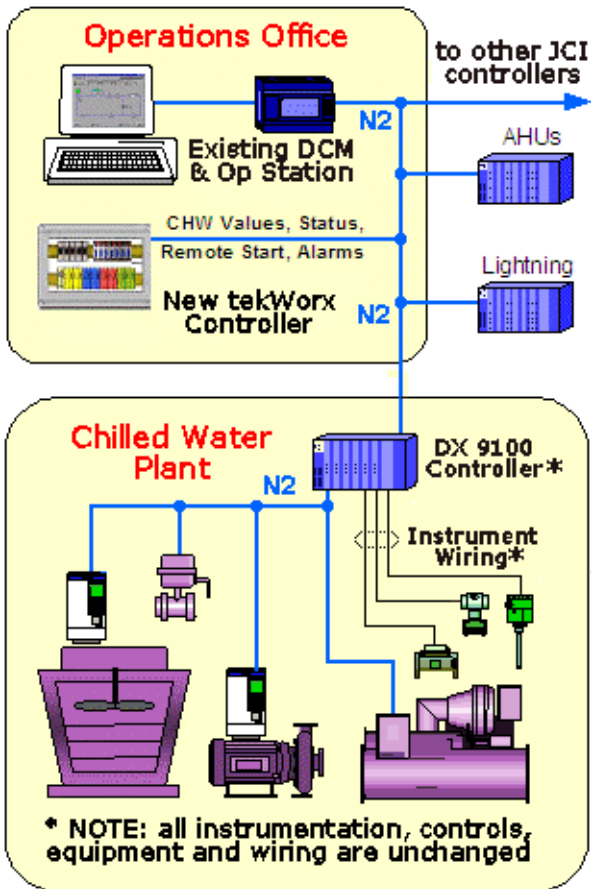 Operations Office
to other JCI
controllers
N2
AHUs
Existing DCM
& Op Station
CHW Values, Status,
Remote Start, Alarms
Lightning
New tekWorx
Controller
N2
Chilled Water
Plant
DX 9100
Controller*
N2
Instrument
Wiring*
* NOTE: all instrumentation, controls,
equipment and wiring are unchanged